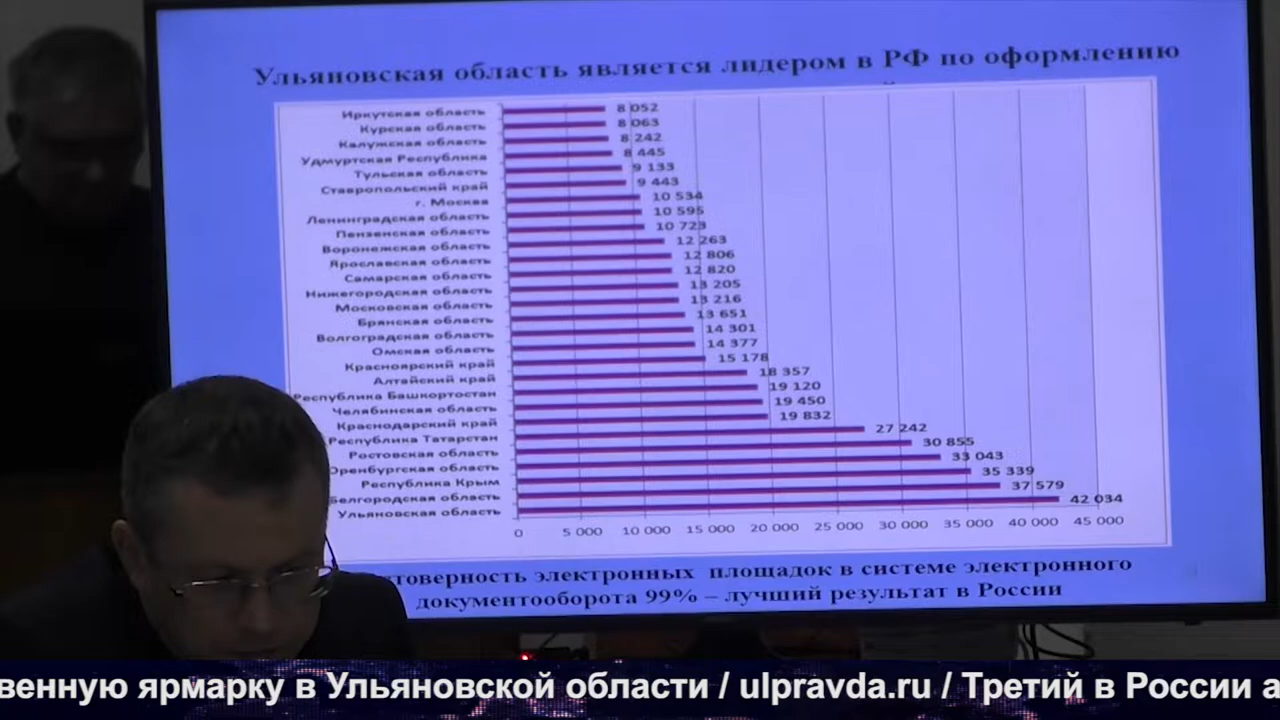 Ульяновская область является лидером в РФ по оформлению
Иркутская область 8 052
Курская область 8 063
Калужская область 8 242
Удмуртская Республика 8 445
Тульская область 9 133
Ставропольский край 9 443
г. Москва 10 534
Ленинградская область 10 595
Пензенская область 10 723
Воронежская область 12 263
Ярославская область 12 806
Самарская область 12 820
Нижегородская область 13 205
Московская область 13 216
Брянская область 13 651
Волгоградская область 14 301
Омская область 14 377
Красноярский край 15 178
Алтайский край 18 357
Республика Башкортостан 19 120
Челябинская область 19 450
Краснодарский край 19 832
Республика Татарстан 27 242
Ростовская область 30 855
Оренбургская область 33 043
Республика Крым 35 339
Белгородская область 37 579
Ульяновская область 42 034
0 5 000 10 000 15 000 20 000 25 000 30 000 35 000 40 000 45 000
товерность электронных площадок в системе электронного
документооборота 99% – лучший результат в России
венную ярмарку в Ульяновской области / ulpravda.ru / Третий в России а